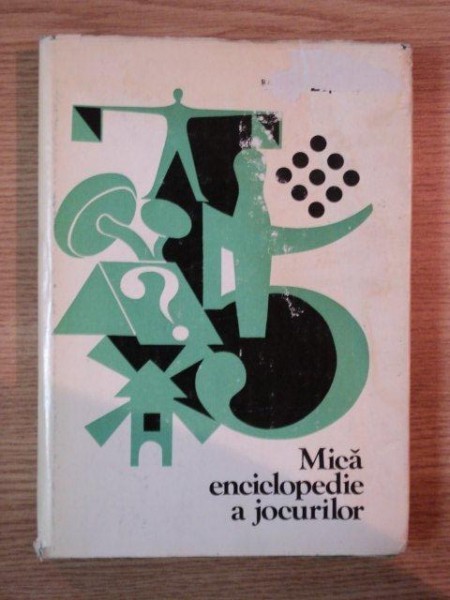 ?
Mică
enciclopedie
a jocurilor